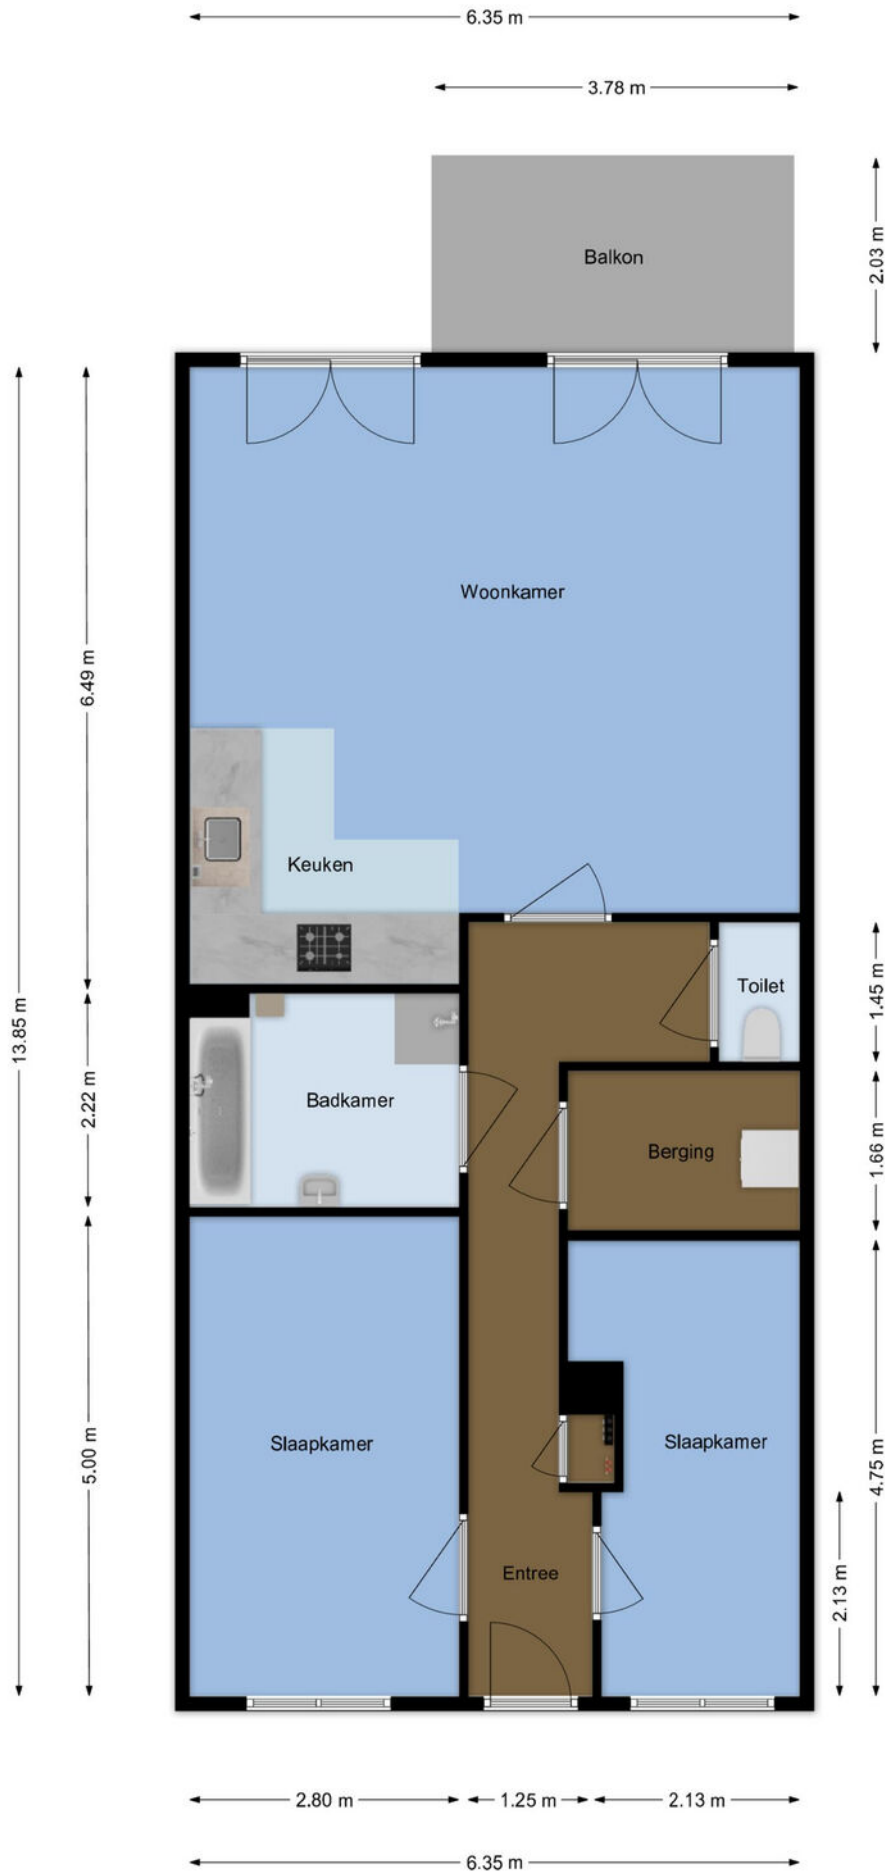 6.35 m
3.78 m
Balkon
2.03 m
Woonkamer
6.49 m
Keuken
Toilet
1.45 m
13.85 m
Badkamer
2.22 m
Berging
1.66 m
Slaapkamer
Slaapkamer
5.00 m
4.75 m
Entree
2.13 m
2.80 m
1.25 m
2.13 m
6.35 m